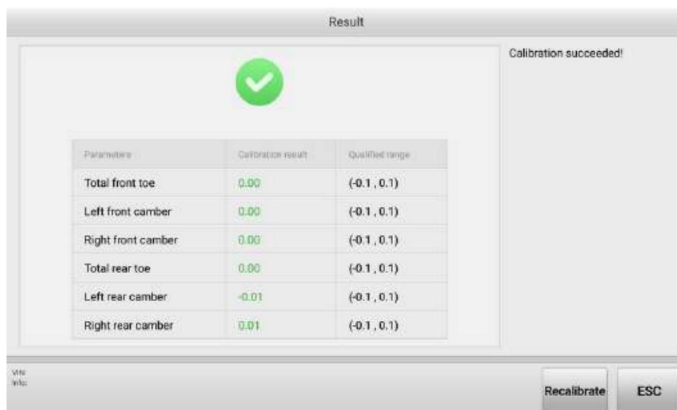 Result
Calibration succeeded!
Parameters Calibration result Qualified range
Total front toe 0.00 (-0.1 , 0.1)
Left front camber 0.00 (-0.1 , 0.1)
Right front camber 0.00 (-0.1 , 0.1)
Total rear toe 0.00 (-0.1 , 0.1)
Left rear camber -0.01 (-0.1 , 0.1)
Right rear camber 0.01 (-0.1 , 0.1)
VIN:
Info:
Recalibrate ESC